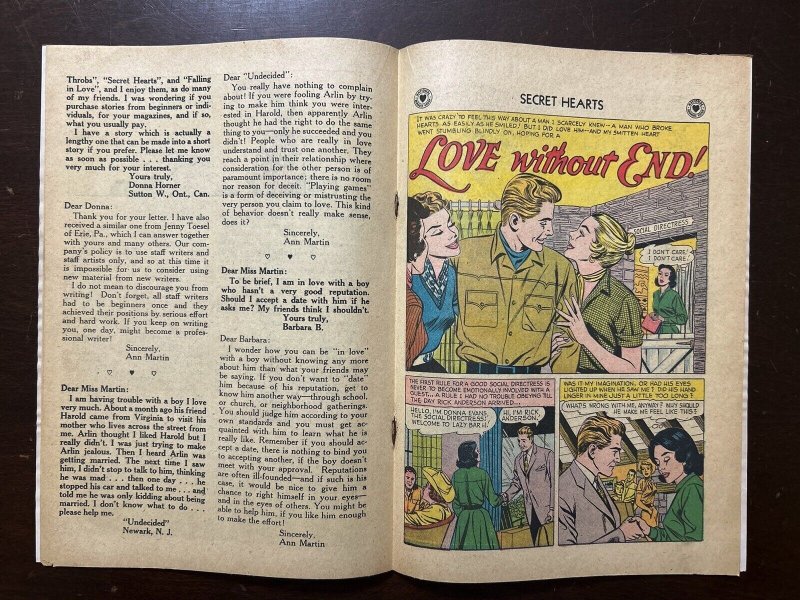 Throbs", "Secret Hearts", and "Falling
in Love", and I enjoy them, as do many
of my friends. I was wondering if you
purchase stories from beginners or indi-
viduals, for your magazines, and if so,
what you usually pay.
I have a story which is actually a
lengthy one that can be made into a short
story if you prefer. Please let me know
as soon as possible . . . thanking you
very much for your interest.
Yours truly,
Donna Horner
Sutton W., Ont., Can.
Dear Donna:
Thank you for your letter. I have also
received a similar one from Jenny Toesel
of Erie, Pa., which I can answer together
with yours and many others. Our com-
pany's policy is to use staff writers and
staff artists only, and so at this time it
is impossible for us to consider using
new material from new writers.
I do not mean to discourage you from
writing! Don't forget, all staff writers
had to be beginners once and they
achieved their positions by serious effort
and hard work. If you keep on writing
you, one day, might become a profes-
sional writer!
Sincerely,
Ann Martin
Dear Miss Martin:
I am having trouble with a boy I love
very much. About a month ago his friend
Harold came from Virginia to visit his
mother who lives across the street from
me. Arlin thought I liked Harold but I
really didn't. I was just trying to make
Arlin jealous. Then I heard Arlin was
getting married. The next time I saw
him, I didn't stop to talk to him, thinking
he was mad . . . then one day . . . he
stopped his car and talked to me . . . and
told me he was only kidding about being
married. I don't know what to do . . .
please help me.
"Undecided"
Newark, N. J.
Dear "Undecided":
You really have nothing to complain
about! If you were fooling Arlin by try-
ing to make him think you were inter-
ested in Harold, then apparently Arlin
thought he had the right to do the same
thing to you—only he succeeded and you
didn't! People who are really in love
understand and trust one another. They
reach a point in their relationship where
consideration for the other person is of
paramount importance; there is no room
nor reason for deceit. "Playing games"
is a form of deceiving or mistrusting the
very person you claim to love. This kind
of behavior doesn't really make sense,
does it?
Sincerely,
Ann Martin
Dear Miss Martin:
To be brief, I am in love with a boy
who hasn't a very good reputation.
Should I accept a date with him if he
asks me? My friends think I shouldn't.
Yours truly,
Barbara B.
Dear Barbara:
I wonder how you can be "in love"
with a boy without knowing any more
about him than what your friends may
be saying. If you don't want to "date"
him because of his reputation, get to
know him another way—through school,
or church, or neighborhood gatherings.
You should judge him according to your
own standards and you must get ac-
quainted with him to learn what he is
really like. Remember if you should ac-
cept a date, there is nothing to bind you
to accepting another, if the boy doesn't
meet with your approval. Reputations
are often ill-founded—and if such is his
case, it would be nice to give him a
chance to right himself in your eyes—
and in the eyes of others. You might be
able to help him, if you like him enough
to make the effort!
Sincerely,
Ann Martin
SECRET HEARTS
IT WAS CRAZY TO FEEL THIS WAY ABOUT A MAN I SCARCELY KNEW--A MAN WHO BROKE
HEARTS AS EASILY AS HE SMILED! BUT I DID LOVE HIM--AND MY SMITTEN HEART
WENT STUMBLING BLINDLY ON, HOPING FOR A
LOVE without END!
SOCIAL DIRECTRESS
I DON'T CARE!
I DON'T CARE!
THE FIRST RULE FOR A GOOD SOCIAL DIRECTRESS IS
NEVER TO BECOME EMOTIONALLY INVOLVED WITH A
GUEST... A RULE I HAD NO TROUBLE OBEYING TILL
THE DAY RICK ANDERSON ARRIVED...
HELLO, I'M DONNA EVANS,
THE SOCIAL DIRECTRESS!
WELCOME TO LAZY BAR H.
HI. I'M RICK
ANDERSON.
WAS IT MY IMAGINATION, OR HAD HIS EYES
LIGHTED UP WHEN HE SAW ME? DID HIS HAND
LINGER IN MINE JUST A LITTLE TOO LONG?
WHAT'S WRONG WITH ME, ANYWAY? WHY SHOULD
HE MAKE ME FEEL LIKE THIS?